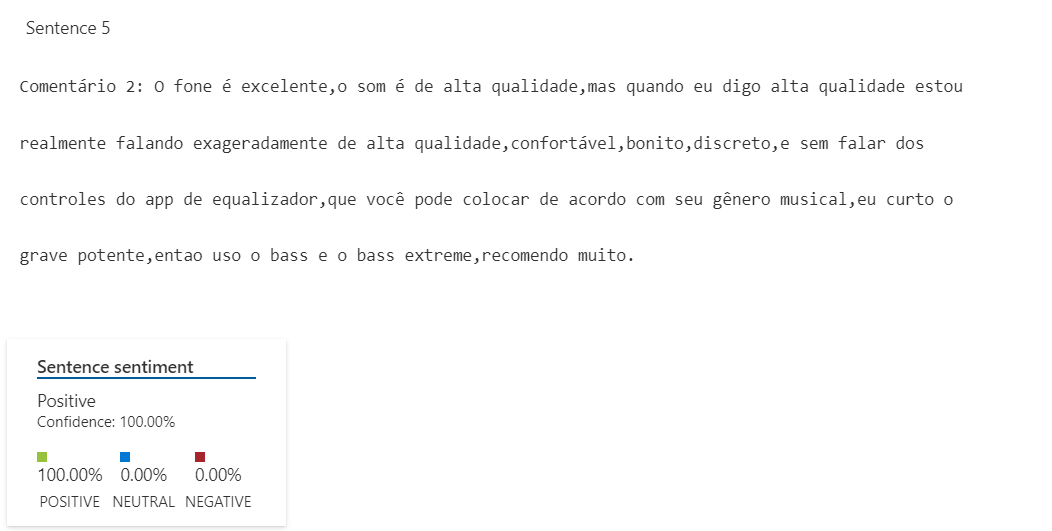 Sentence 5
Comentário 2: O fone é excelente,o som é de alta qualidade,mas quando eu digo alta qualidade estou
realmente falando exageradamente de alta qualidade,confortável,bonito,discreto,e sem falar dos
controles do app de equalizador,que você pode colocar de acordo com seu gênero musical,eu curto o
grave potente,entao uso o bass e o bass extreme,recomendo muito.
Sentence sentiment
Positive
Confidence: 100.00%
100.00% 0.00% 0.00%
POSITIVE NEUTRAL NEGATIVE